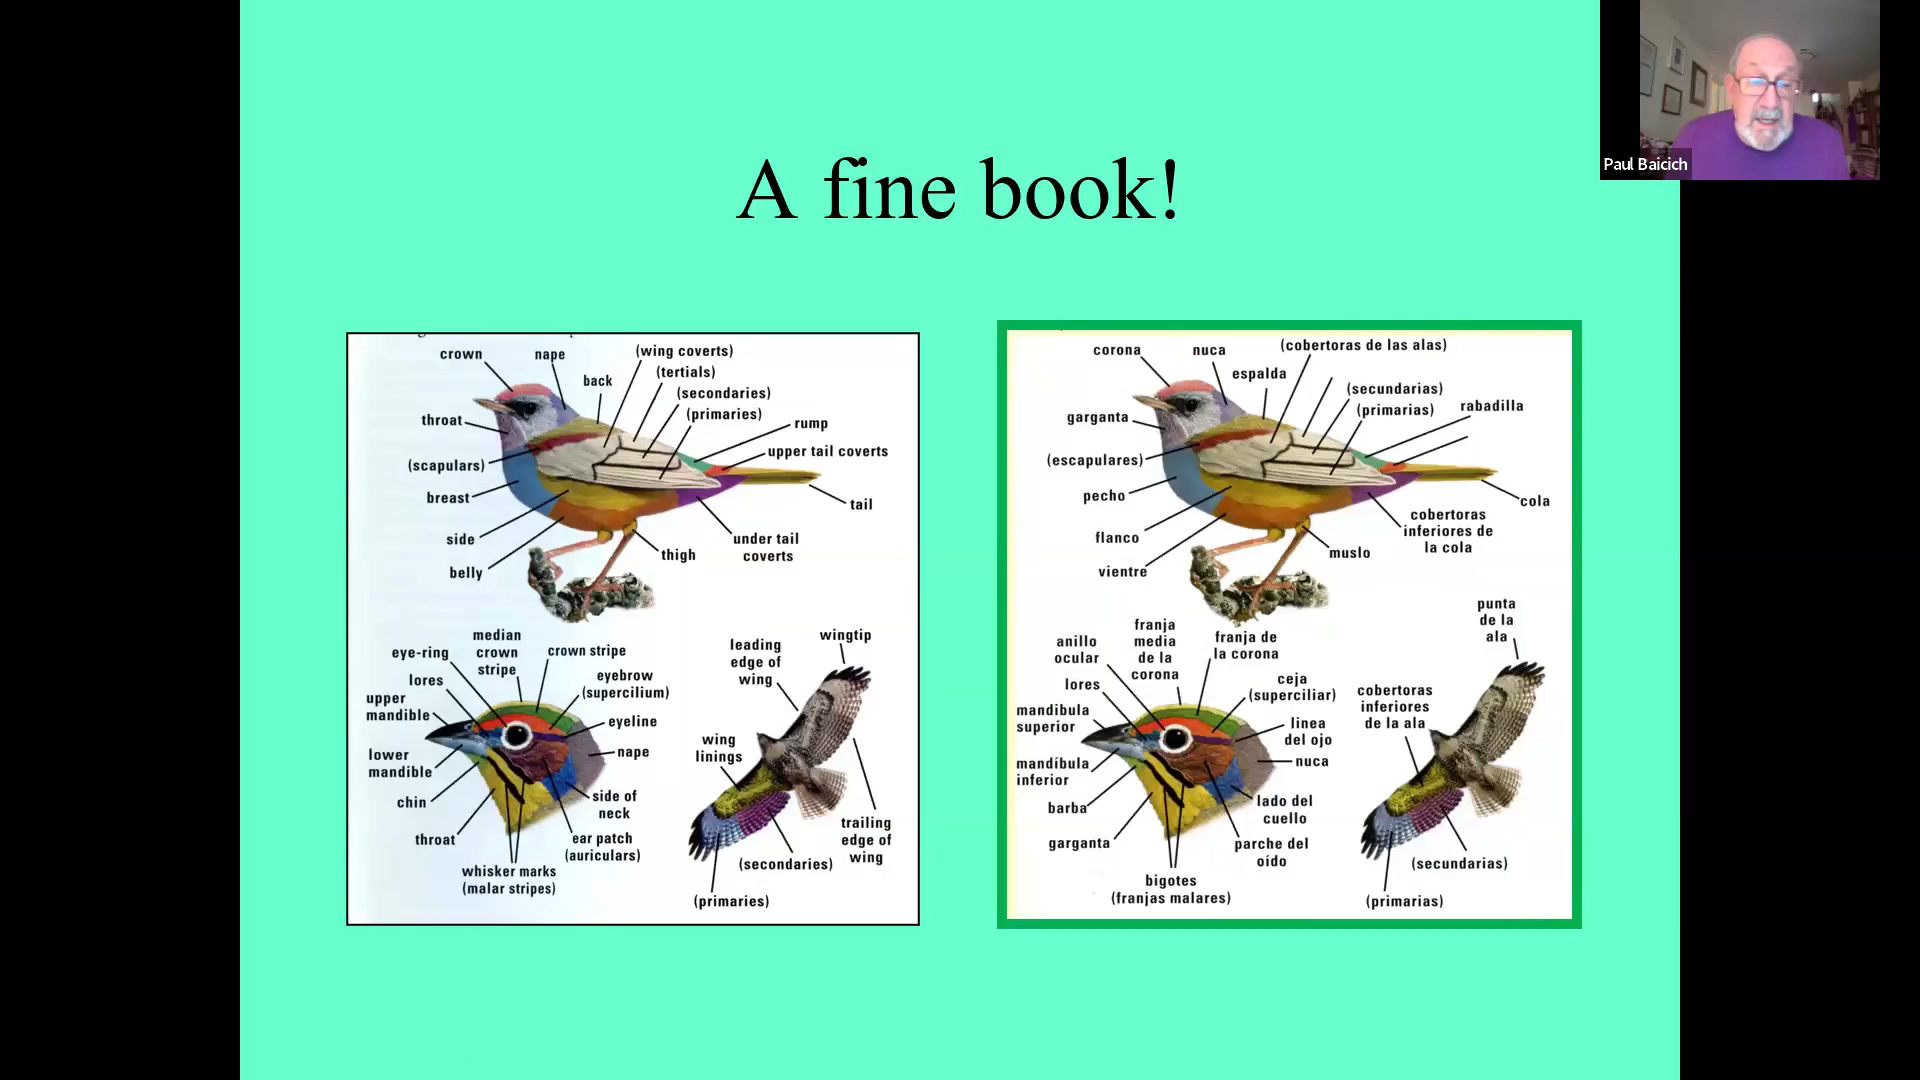 A fine book!
Paul Baicich
crown
nape
(wing coverts)
(tertials)
back
(secondaries)
(primaries)
throat
rump
upper tail coverts
(scapulars)
breast
tail
side
under tail
coverts
thigh
belly
median
crown
stripe
crown stripe
eye-ring
lores
eyebrow
(supercilium)
upper
mandible
eyeline
nape
lower
mandible
chin
side of
neck
throat
ear patch
(auriculars)
whisker marks
(malar stripes)
leading
edge of
wing
wingtip
wing
linings
trailing
edge of
wing
(secondaries)
(primaries)
corona
nuca
(cobertoras de las alas)
espalda
(secundarias)
(primarias)
rabadilla
garganta
(escapulares)
pecho
cola
cobertoras
inferiores de
la cola
flanco
muslo
vientre
franja
media
de la
corona
anillo
ocular
franja de
la corona
lores
ceja
(superciliar)
mandibula
superior
linea
del ojo
nuca
mandíbula
inferior
barba
lado del
cuello
garganta
parche del
oído
bigotes
(franjas malares)
punta
de la
ala
cobertoras
inferiores
de la ala
(secundarias)
(primarias)